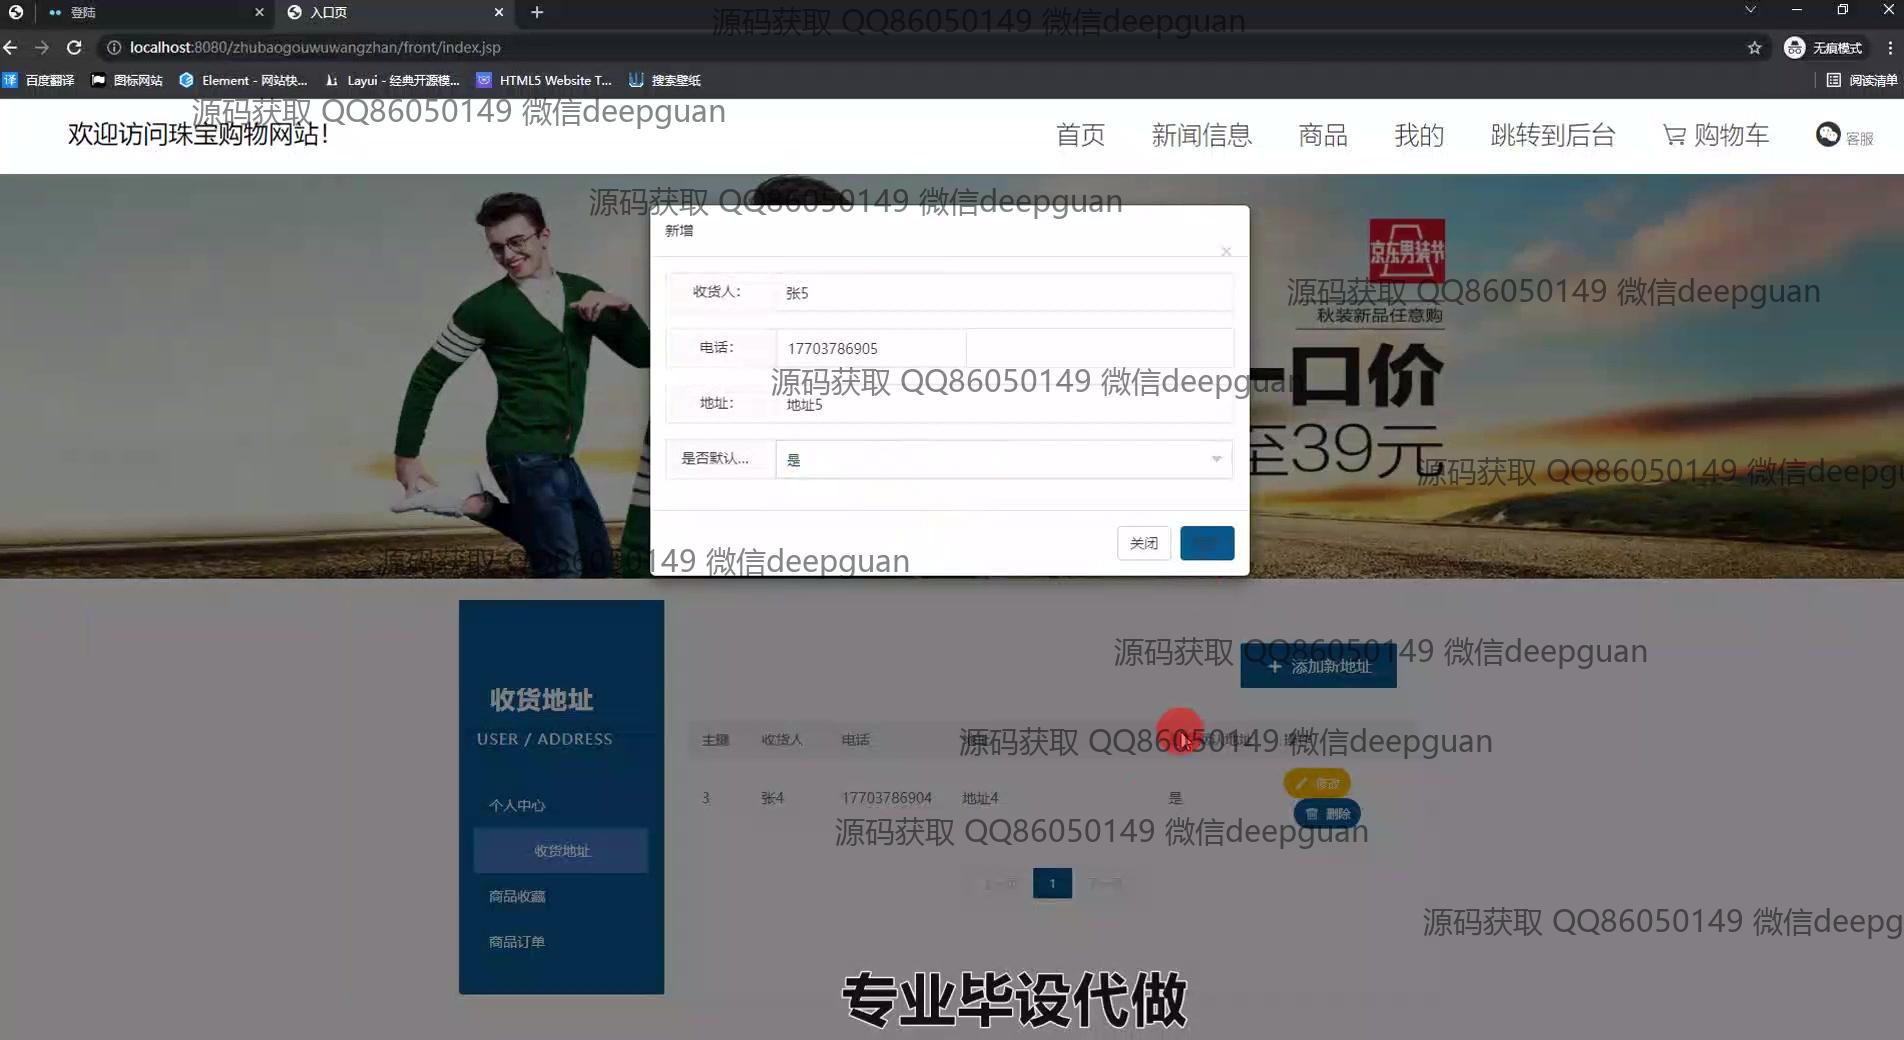 登陆
入口页
localhost:8080/zhubaogouwuwangzhan/front/index.jsp
无痕模式
百度翻译
图标网站
Element - 网站快...
Layui - 经典开源模...
HTML5 Website T...
搜索壁纸
阅读清单
源码获取 QQ86050149 微信deepguan
源码获取 QQ86050149 微信deepguan
欢迎访问珠宝购物网站!
首页
新闻信息
商品
我的
跳转到后台
购物车
客服
源码获取 QQ86050149 微信deepguan
新增
京东男装节
源码获取 QQ86050149 微信deepguan
秋装新品任意购
收货人:
张5
电话:
17703786905
一口价
源码获取 QQ86050149 微信deepguan
地址:
地址5
至39元
是否默认...
是
源码获取 QQ86050149 微信deepgu
关闭
源码获取 QQ86050149 微信deepguan
源码获取 QQ86050149 微信deepguan
添加新地址
收货地址
USER / ADDRESS
主键
收货人
电话
源码获取 QQ86050149 微信deepguan
3
张4
17703786904
地址4
是
修改
删除
个人中心
收货地址
商品收藏
商品订单
源码获取 QQ86050149 微信deepguan
1
源码获取 QQ86050149 微信deepg
专业毕设代做